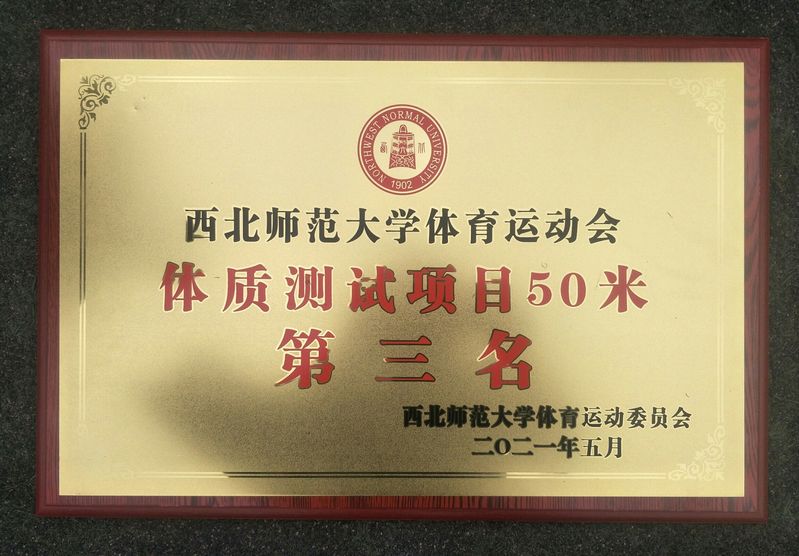 NORTHWEST NORMAL UNIVERSITY
1902
西北师范大学体育运动会
体质测试项目50米
第三名
西北师范大学体育运动委员会
二〇二一年五月